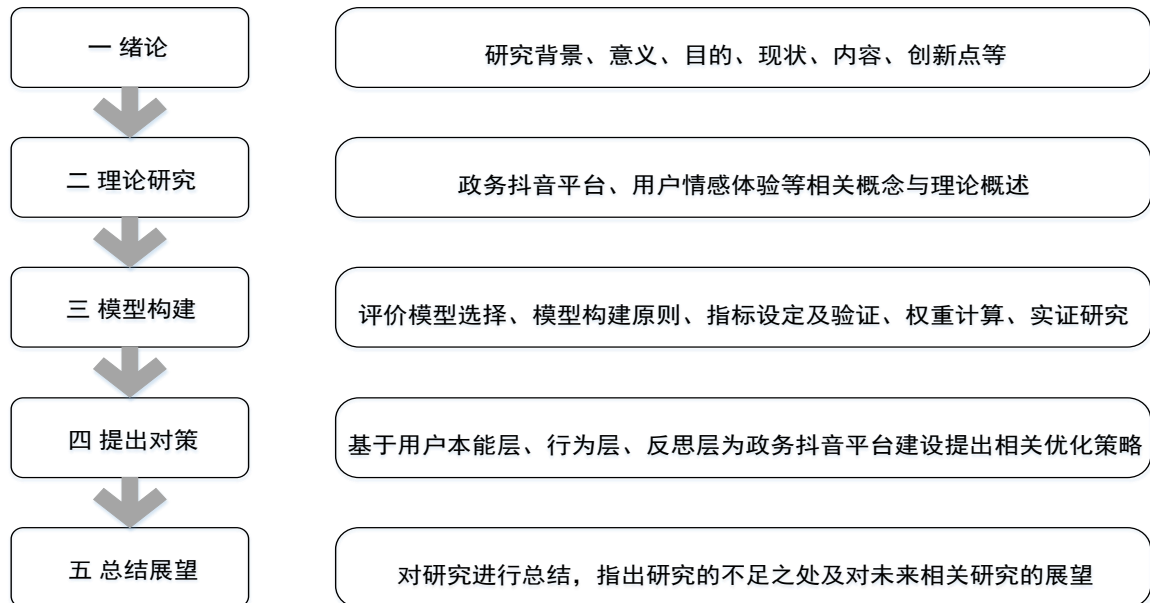 一 绪论
研究背景、意义、目的、现状、内容、创新点等
二 理论研究
政务抖音平台、用户情感体验等相关概念与理论概述
三 模型构建
评价模型选择、模型构建原则、指标设定及验证、权重计算、实证研究
四 提出对策
基于用户本能层、行为层、反思层为政务抖音平台建设提出相关优化策略
五 总结展望
对研究进行总结，指出研究的不足之处及对未来相关研究的展望